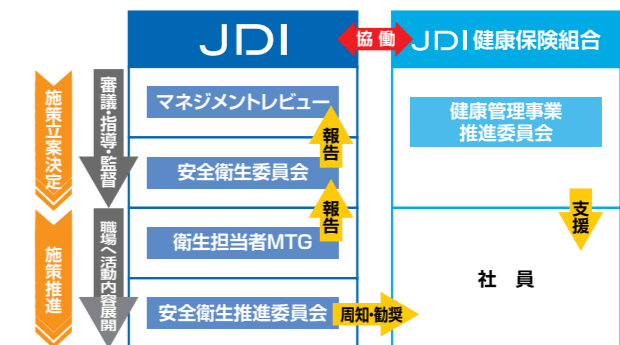 JDI
協働
JDI健康保険組合
施策立案決定
審議・指導・監督
マネジメントレビュー
報告
安全衛生委員会
報告
健康管理事業
推進委員会
支援
施策推進
職場へ活動内容展開
衛生担当者MTG
安全衛生推進委員会
周知・勧奨
社員